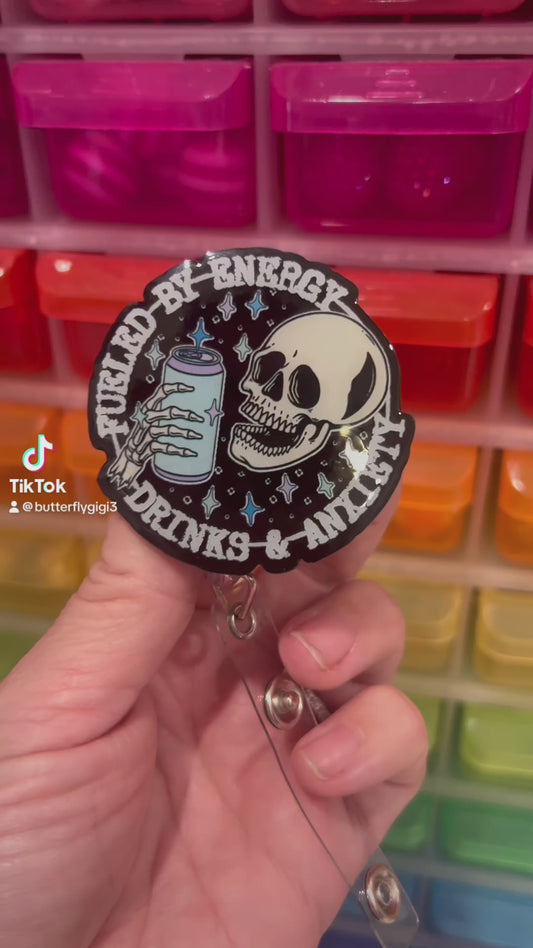 FUELED BY ENERGY
DRINKS & ANXIETY
TikTok
@butterflygigi3